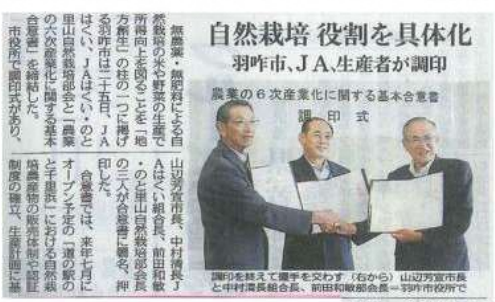 自然栽培 役割を具体化
羽咋市、JA、生産者が調印
農業の6次産業化に関する基本合意書
調印式
調印を終えて握手を交わす（右から）山辺芳宣市長
と中村清長組合長、前田和敏部会長＝羽咋市役所で
無農薬・無肥料による自
然栽培の米や野菜の生産で
所得向上を図ることを「地
方創生」の柱の一つに掲げ
る羽咋市は二十五日、JA
はくい、JAはくい・のと
里山自然栽培部会と「農業
の六次産業化に関する基本
合意書」を締結した。
市役所で調印式があり、
山辺芳宣市長、中村清長J
Aはくい組合長、前田和敏
・のと里山自然栽培部会長
の三人が合意書に署名、押
印した。
合意書では、来年七月に
オープン予定の「道の駅の
と千里浜」における自然栽
培農産物の販売体制や認証
制度の確立、生産計画に基